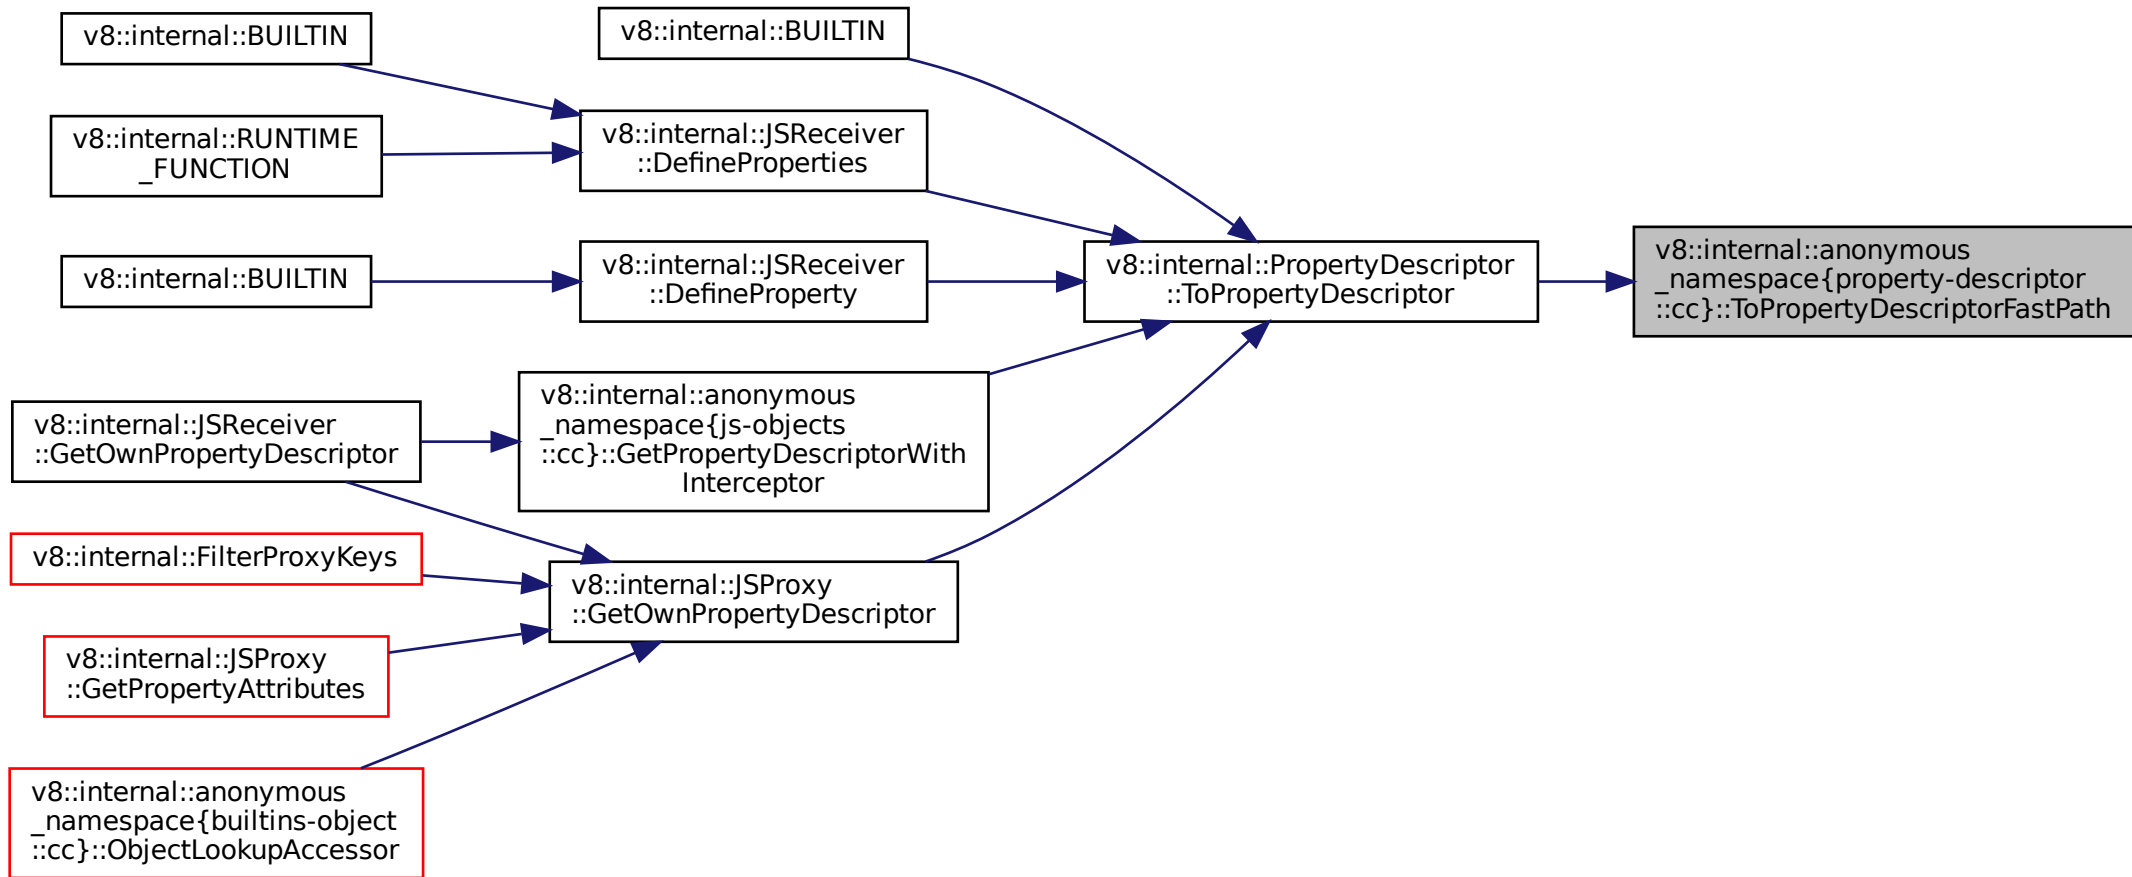 v8::internal::BUILTIN
v8::internal::RUNTIME
_FUNCTION
v8::internal::BUILTIN
v8::internal::JSReceiver
::GetOwnPropertyDescriptor
v8::internal::FilterProxyKeys
v8::internal::JSProxy
::GetPropertyAttributes
v8::internal::anonymous
_namespace{builtins-object
::cc}::ObjectLookupAccessor
v8::internal::BUILTIN
v8::internal::JSReceiver
::DefineProperties
v8::internal::JSReceiver
::DefineProperty
v8::internal::anonymous
_namespace{js-objects
::cc}::GetPropertyDescriptorWith
Interceptor
v8::internal::JSProxy
::GetOwnPropertyDescriptor
v8::internal::PropertyDescriptor
::ToPropertyDescriptor
v8::internal::anonymous
_namespace{property-descriptor
::cc}::ToPropertyDescriptorFastPath